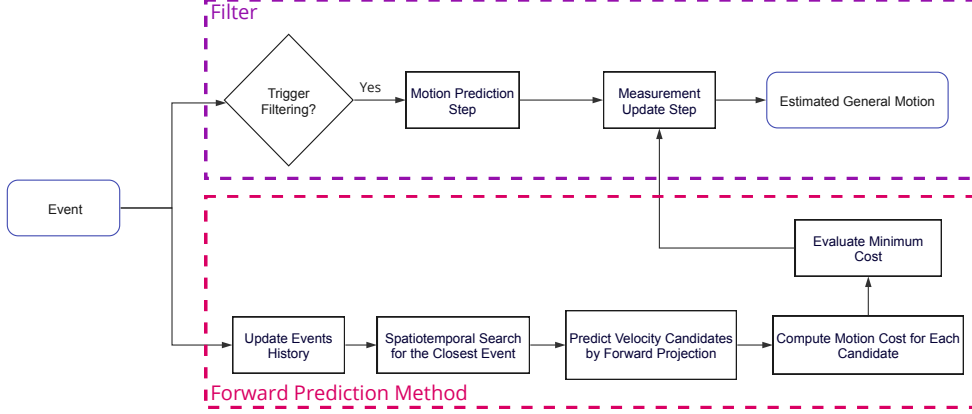 Filter
Trigger
Filtering?
Yes
Motion Prediction
Step
Measurement
Update Step
Estimated General Motion
Event
Evaluate Minimum
Cost
Update Events
History
Spatiotemporal Search
for the Closest Event
Predict Velocity Candidates
by Forward Projection
Compute Motion Cost for Each
Candidate
Forward Prediction Method